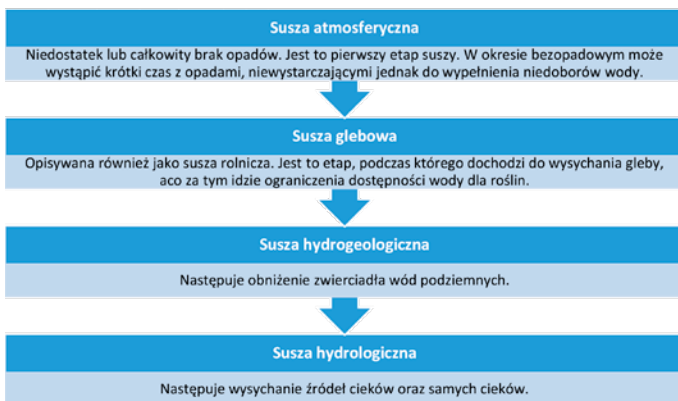 Susza atmosferyczna
Niedostatek lub całkowity brak opadów. Jest to pierwszy etap suszy. W okresie bezopadowym może
wystąpić krótki czas z opadami, niewystarczającymi jednak do wypełnienia niedoborów wody.
Susza glebowa
Opisywana również jako susza rolnicza. Jest to etap, podczas którego dochodzi do wysychania gleby,
aco za tym idzie ograniczenia dostępności wody dla roślin.
Susza hydrogeologiczna
Następuje obniżenie zwierciadła wód podziemnych.
Susza hydrologiczna
Następuje wysychanie źródeł cieków oraz samych cieków.